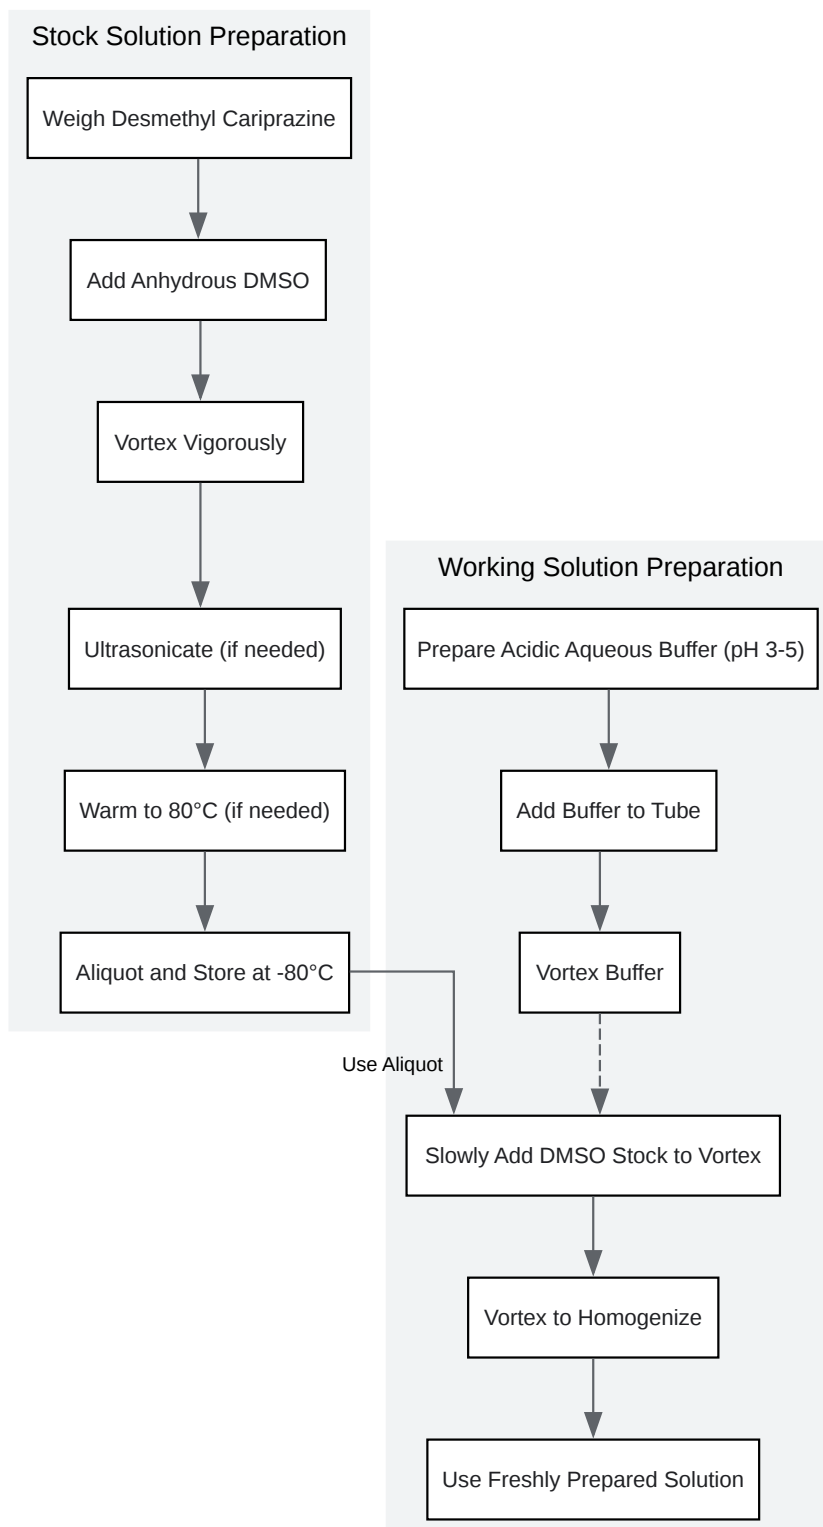 Stock Solution Preparation
Weigh Desmethyl Cariprazine
Add Anhydrous DMSO
Vortex Vigorously
Ultrasonicate (if needed)
Warm to 80°C (if needed)
Aliquot and Store at -80°C
Use Aliquot
Working Solution Preparation
Prepare Acidic Aqueous Buffer (pH 3-5)
Add Buffer to Tube
Vortex Buffer
Slowly Add DMSO Stock to Vortex
Vortex to Homogenize
Use Freshly Prepared Solution